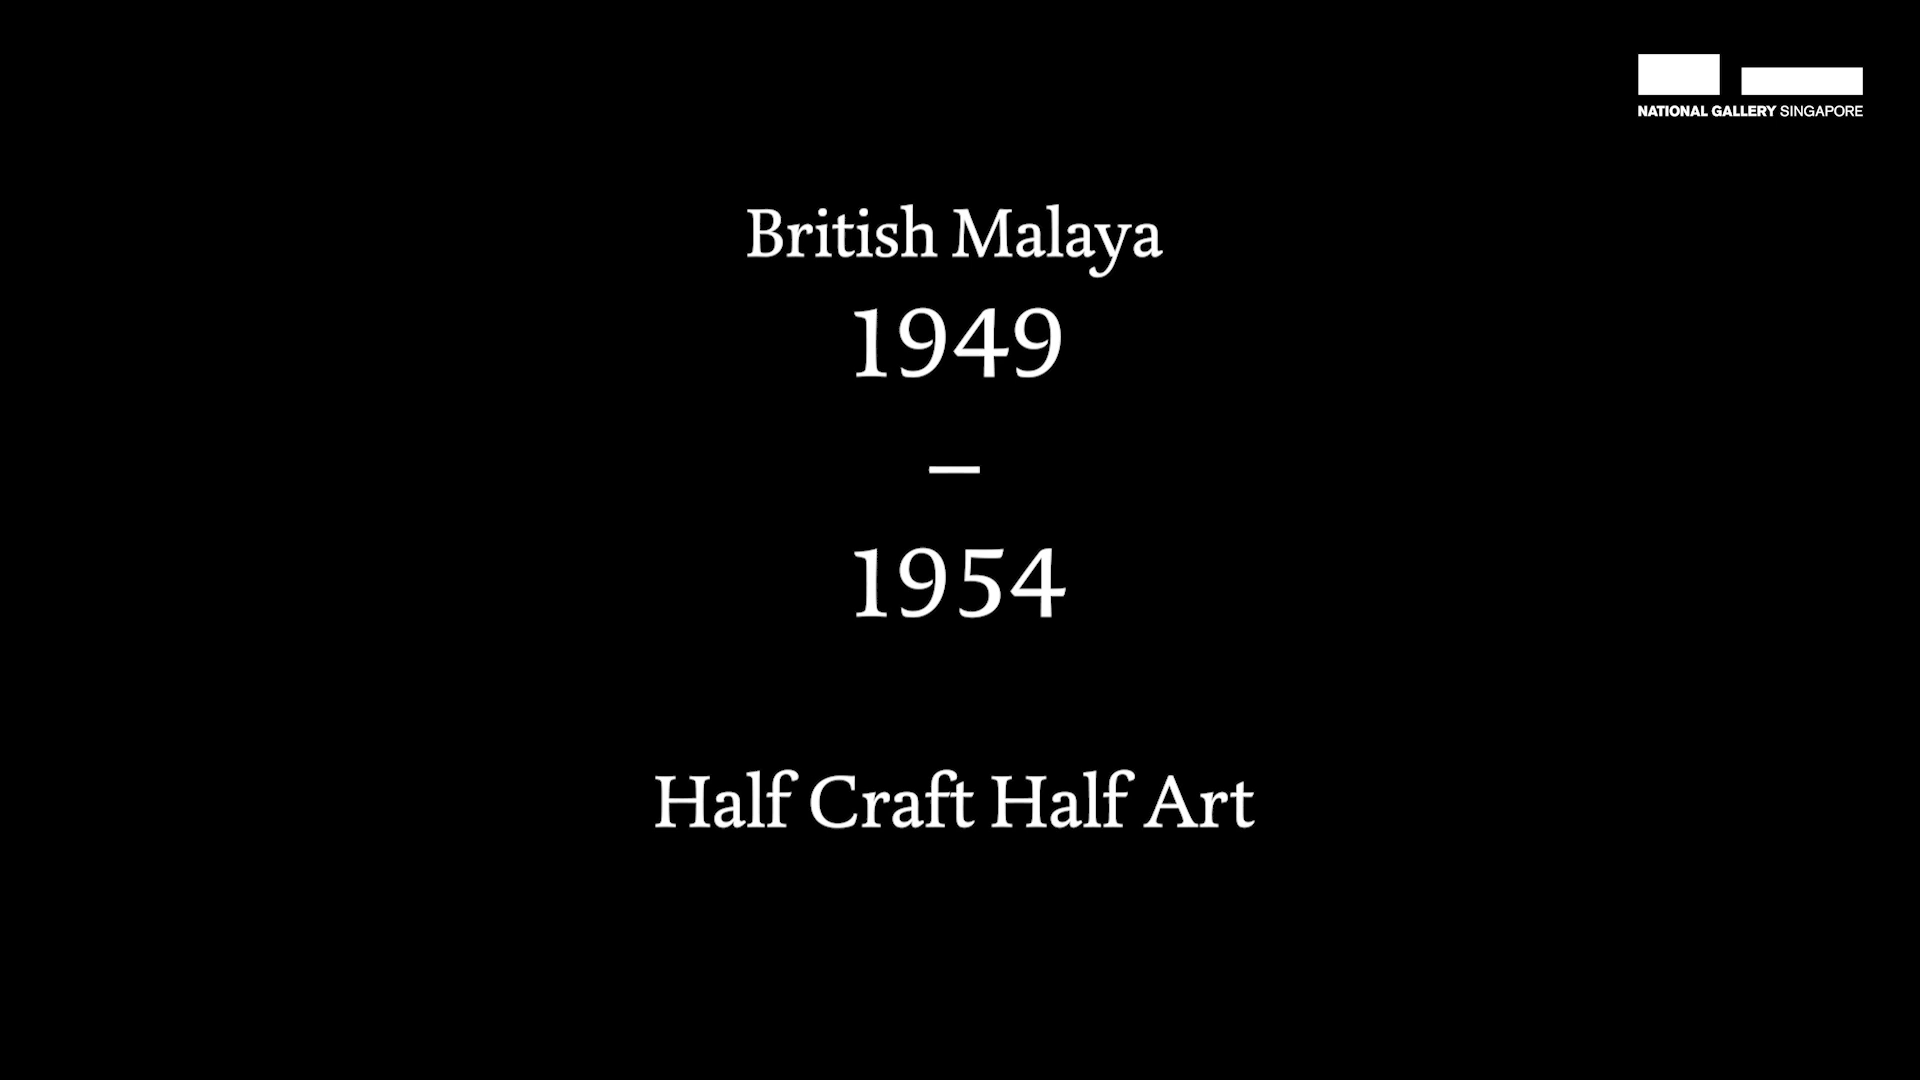 NATIONAL GALLERY SINGAPORE
British Malaya
1949
–
1954
Half Craft Half Art